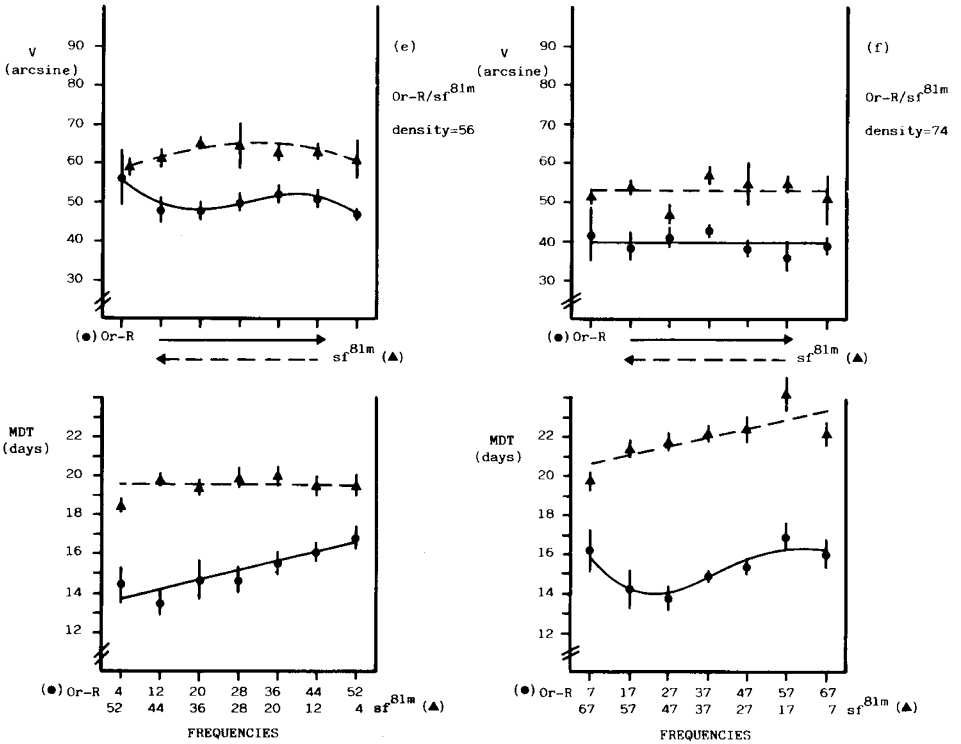 V
(arcsine)
90
80
70
60
50
40
30
(e)
Or-R/sf81m
density=56
(●) Or-R
sf81m (▲)
V
(arcsine)
90
80
70
60
50
40
30
(f)
Or-R/sf81m
density=74
(●) Or-R
sf81m (▲)
MDT
(days)
22
20
18
16
14
12
(●) Or-R 4 12 20 28 36 44 52
52 44 36 28 20 12 4 sf81m (▲)
FREQUENCIES
MDT
(days)
22
20
18
16
14
12
(●) Or-R 7 17 27 37 47 57 67
67 57 47 37 27 17 7 sf81m (▲)
FREQUENCIES